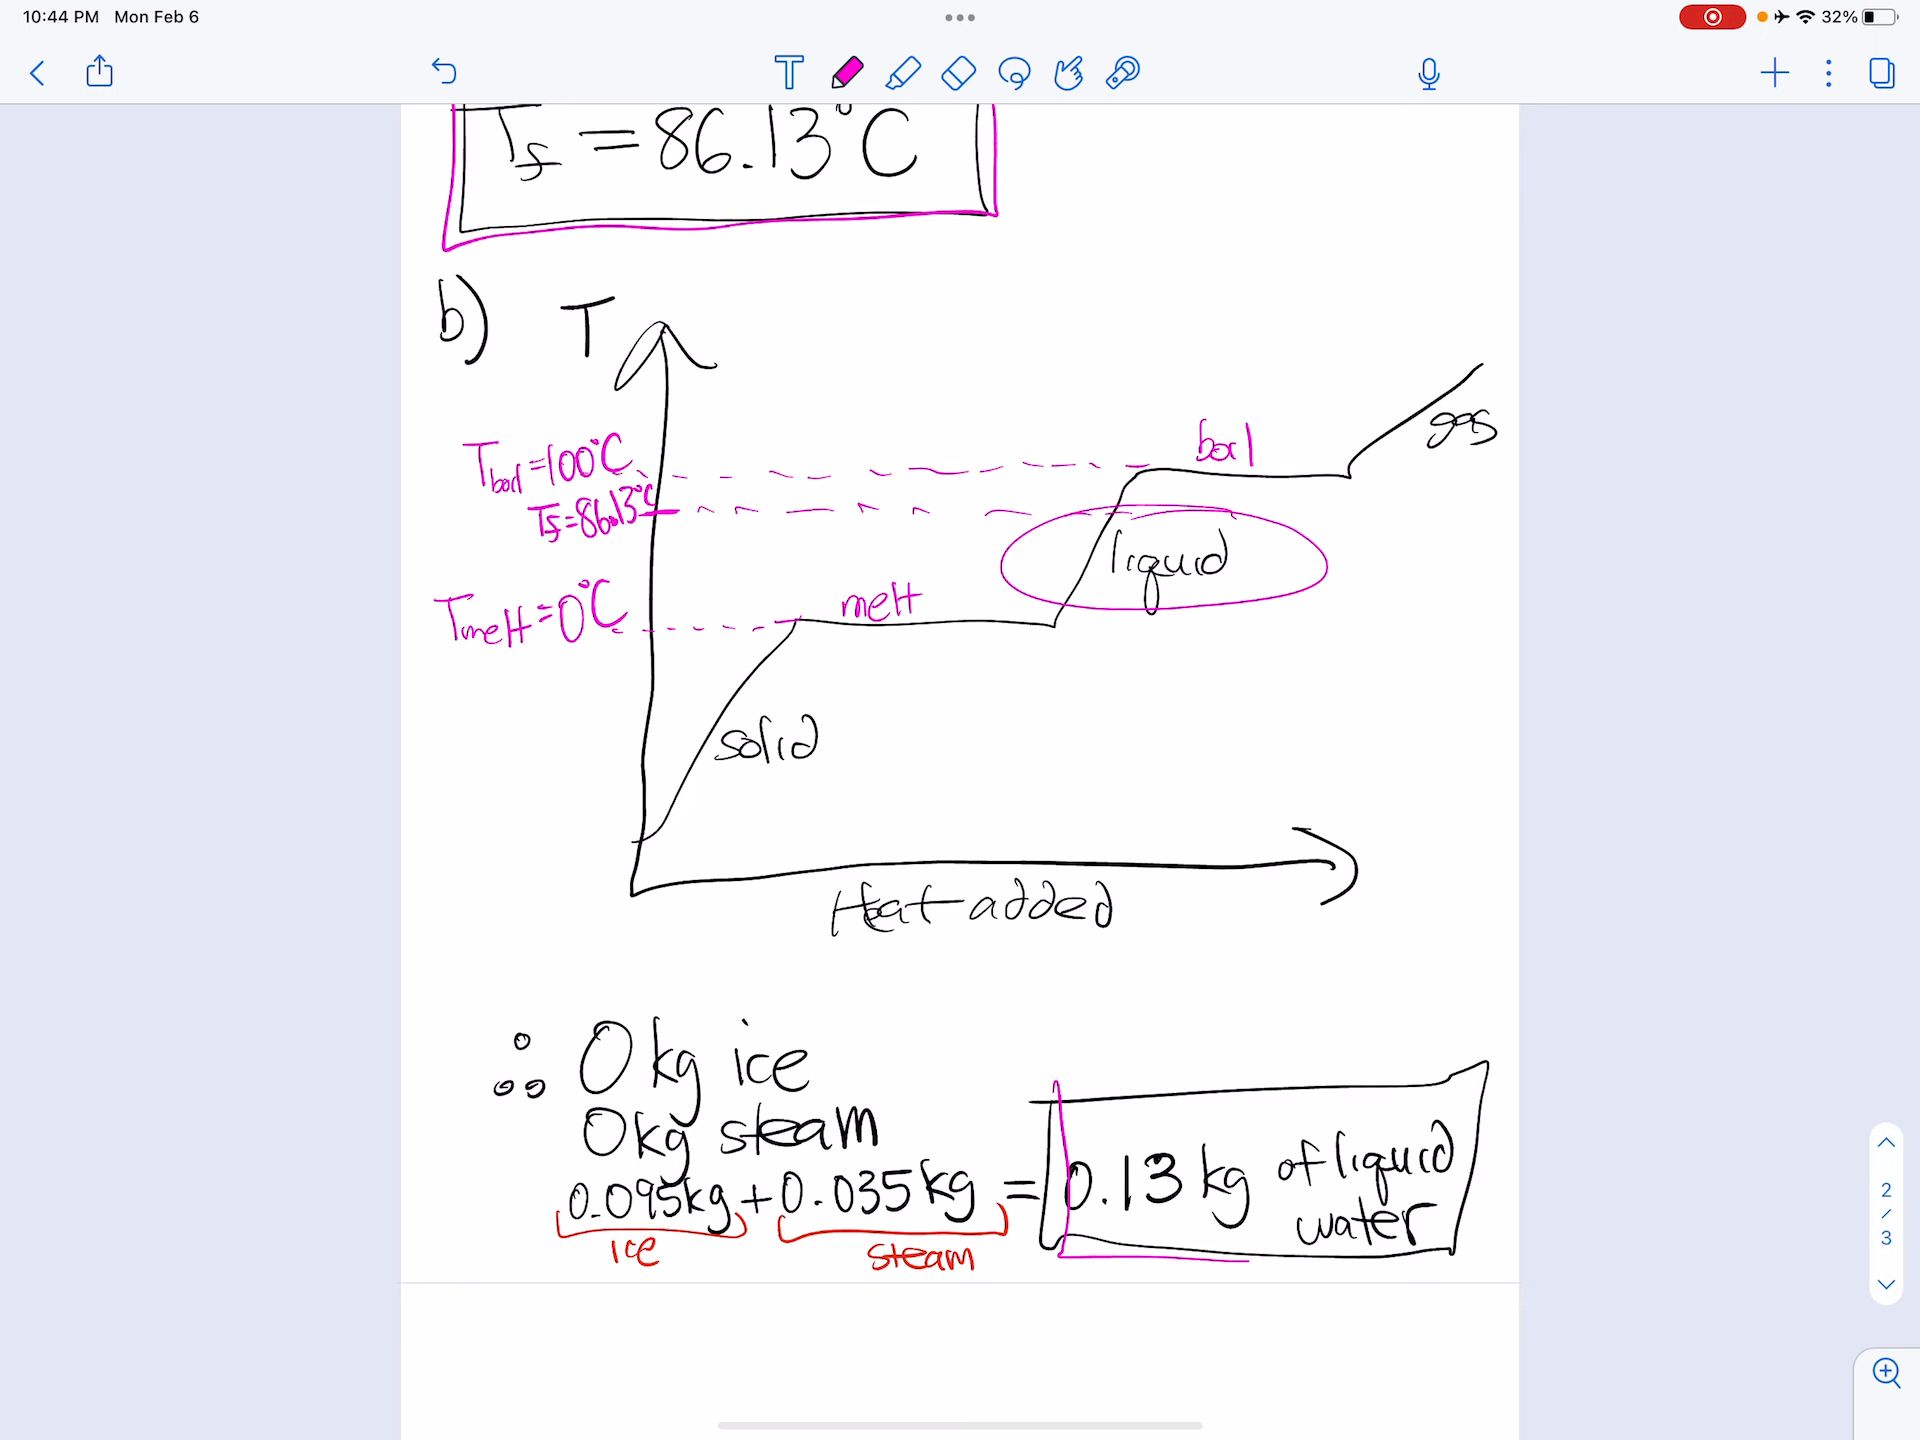 10:44 PM Mon Feb 6
32%
T
Tf = 86.13°C
b) T
gas
boil
Tboil=100°C
Tf=86.13°C
liquid
melt
Tmelt=0°C
solid
Heat added
∴ 0 kg ice
0 kg steam
0.095kg + 0.035 kg = 0.13 kg of liquid
water
ice
steam
2
/
3